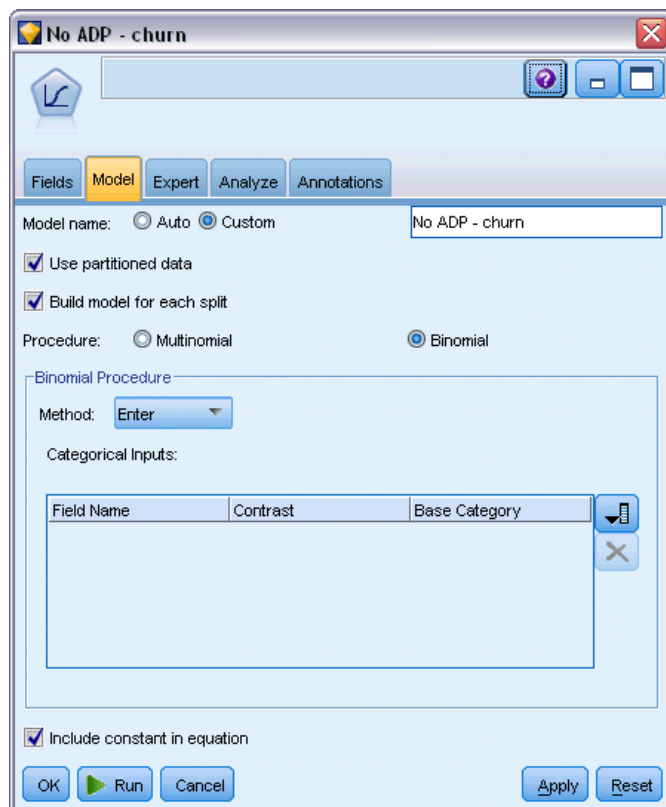 No ADP - churn
Fields Model Expert Analyze Annotations
Model name: Auto Custom No ADP - churn
Use partitioned data
Build model for each split
Procedure: Multinomial Binomial
Binomial Procedure
Method: Enter
Categorical Inputs:
Field Name Contrast Base Category
Include constant in equation
OK Run Cancel Apply Reset